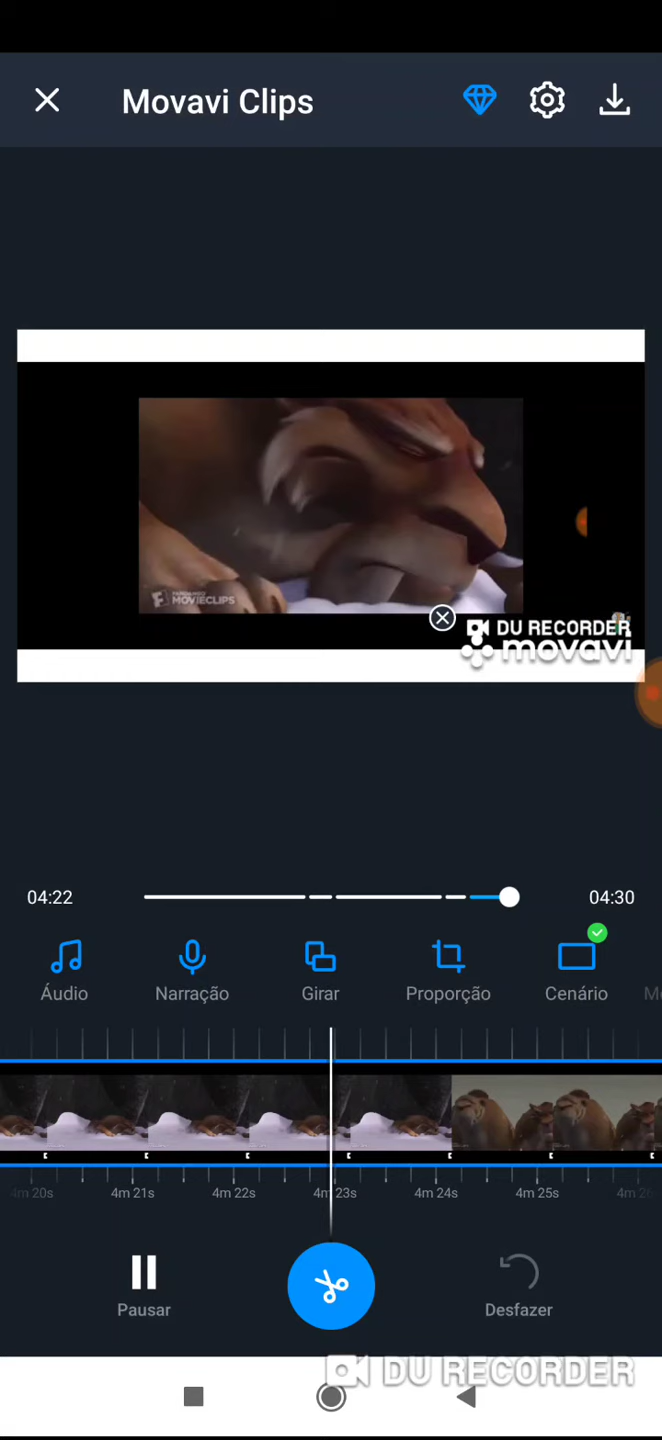 Movavi Clips
FANDANGO
MOVIECLIPS
DU RECORDER
movavi
04:22
04:30
Áudio
Narração
Girar
Proporção
Cenário
4m 20s
4m 21s
4m 22s
4m 23s
4m 24s
4m 25s
Pausar
Desfazer
DU RECORDER